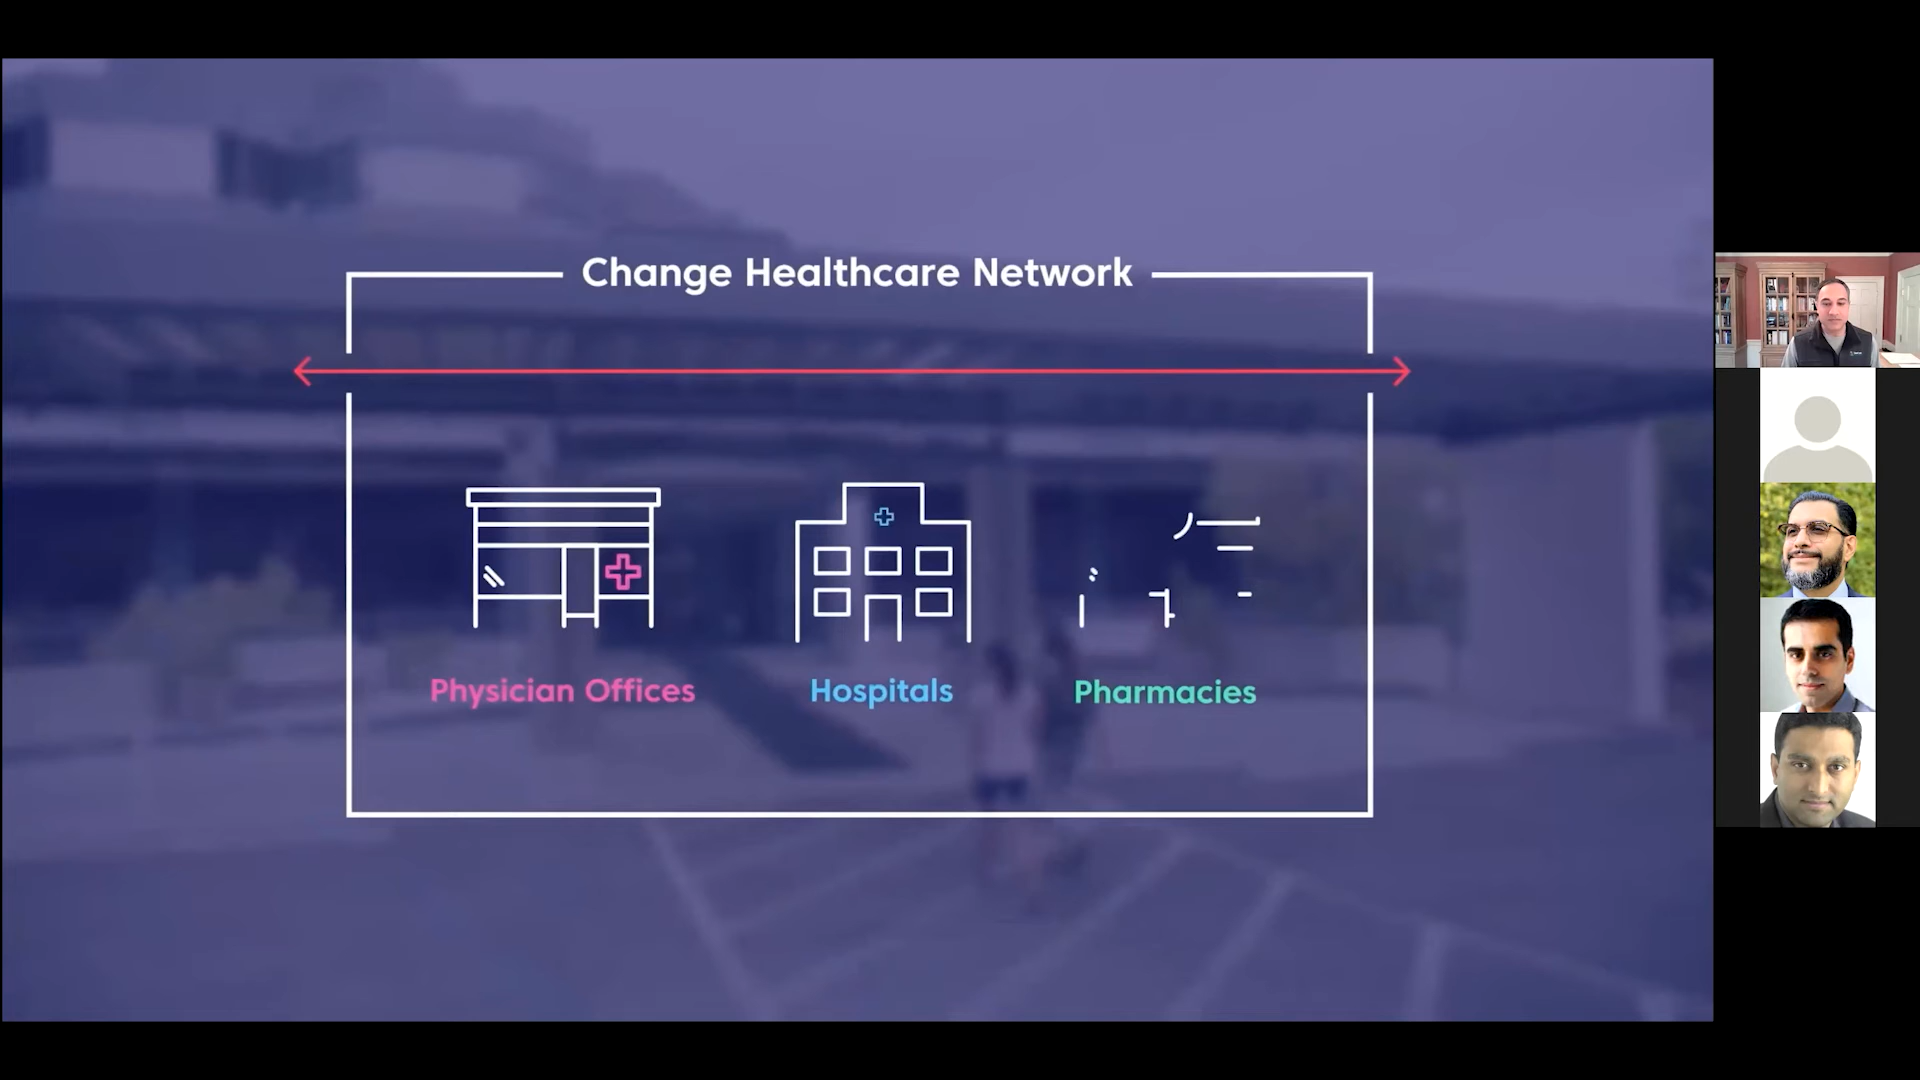 Change Healthcare Network
Physician Offices
Hospitals
Pharmacies